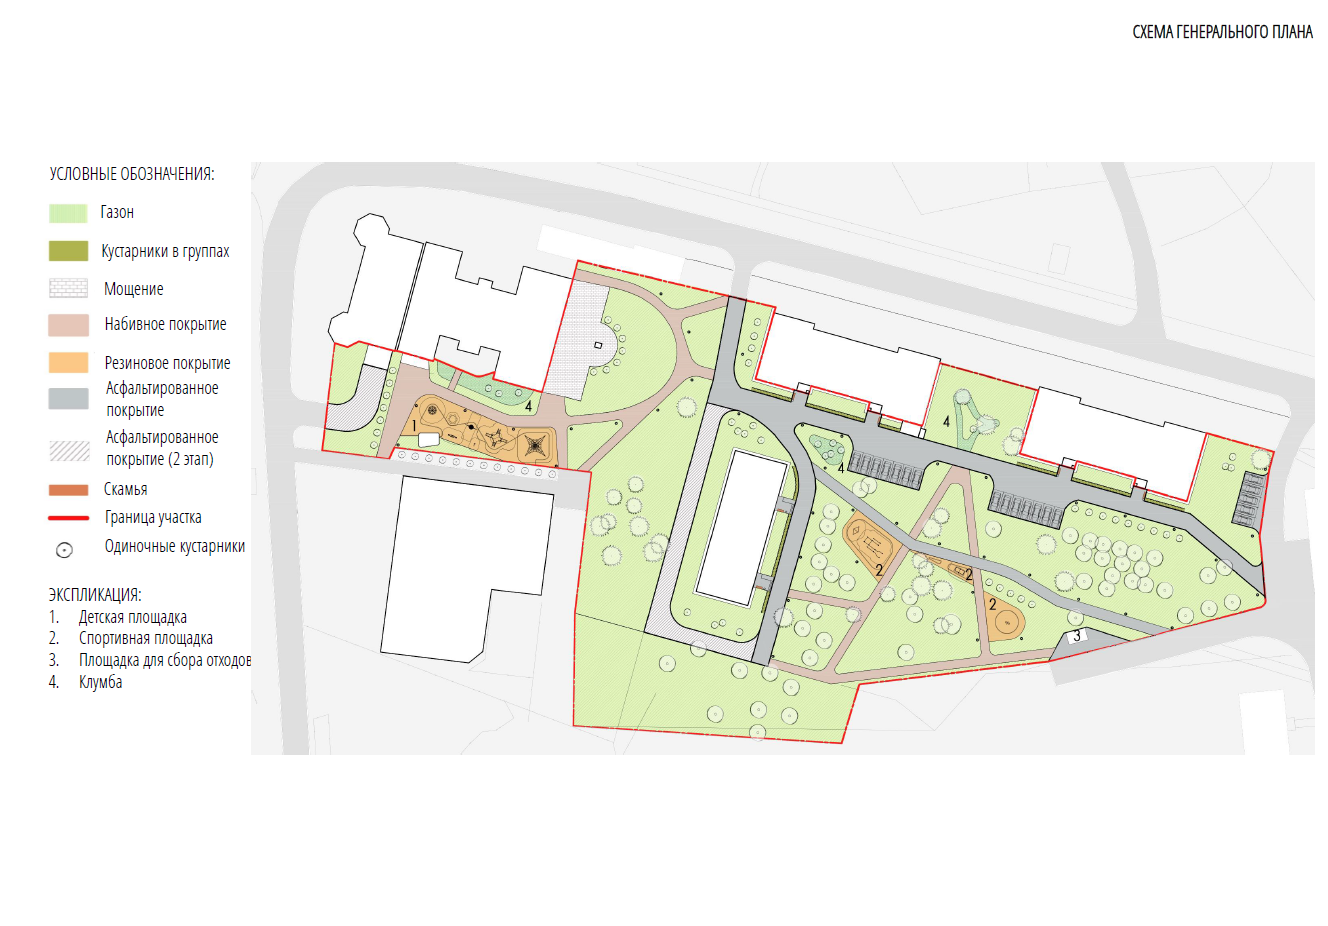 СХЕМА ГЕНЕРАЛЬНОГО ПЛАНА
УСЛОВНЫЕ ОБОЗНАЧЕНИЯ:
Газон
Кустарники в группах
Мощение
Набивное покрытие
Резиновое покрытие
Асфальтированное
покрытие
Асфальтированное
покрытие (2 этап)
Скамья
Граница участка
Одиночные кустарники
ЭКСПЛИКАЦИЯ:
1. Детская площадка
2. Спортивная площадка
3. Площадка для сбора отходов
4. Клумба
4
1
4
4
2
2
2
3